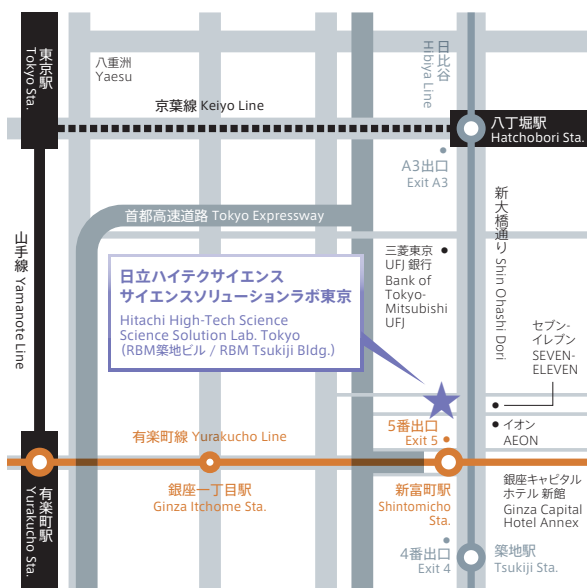 東京駅
Tokyo Sta.
八重洲
Yaesu
日比谷
Hibiya Line
京葉線 Keiyo Line
八丁堀駅
Hatchobori Sta.
A3出口
Exit A3
首都高速道路 Tokyo Expressway
新大橋通り Shin Ohashi Dori
山手線 Yamanote Line
三菱東京
UFJ 銀行
Bank of
Tokyo-
Mitsubishi
UFJ
日立ハイテクサイエンス
サイエンスソリューションラボ東京
Hitachi High-Tech Science
Science Solution Lab. Tokyo
(RBM築地ビル / RBM Tsukiji Bldg.)
セブン-
イレブン
SEVEN-
ELEVEN
5番出口
Exit 5
イオン
AEON
有楽町線 Yurakucho Line
有楽町駅
Yurakucho Sta.
銀座一丁目駅
Ginza Itchome Sta.
新富町駅
Shintomicho
Sta.
銀座キャピタル
ホテル 新館
Ginza Capital
Hotel Annex
4番出口
Exit 4
築地駅
Tsukiji Sta.